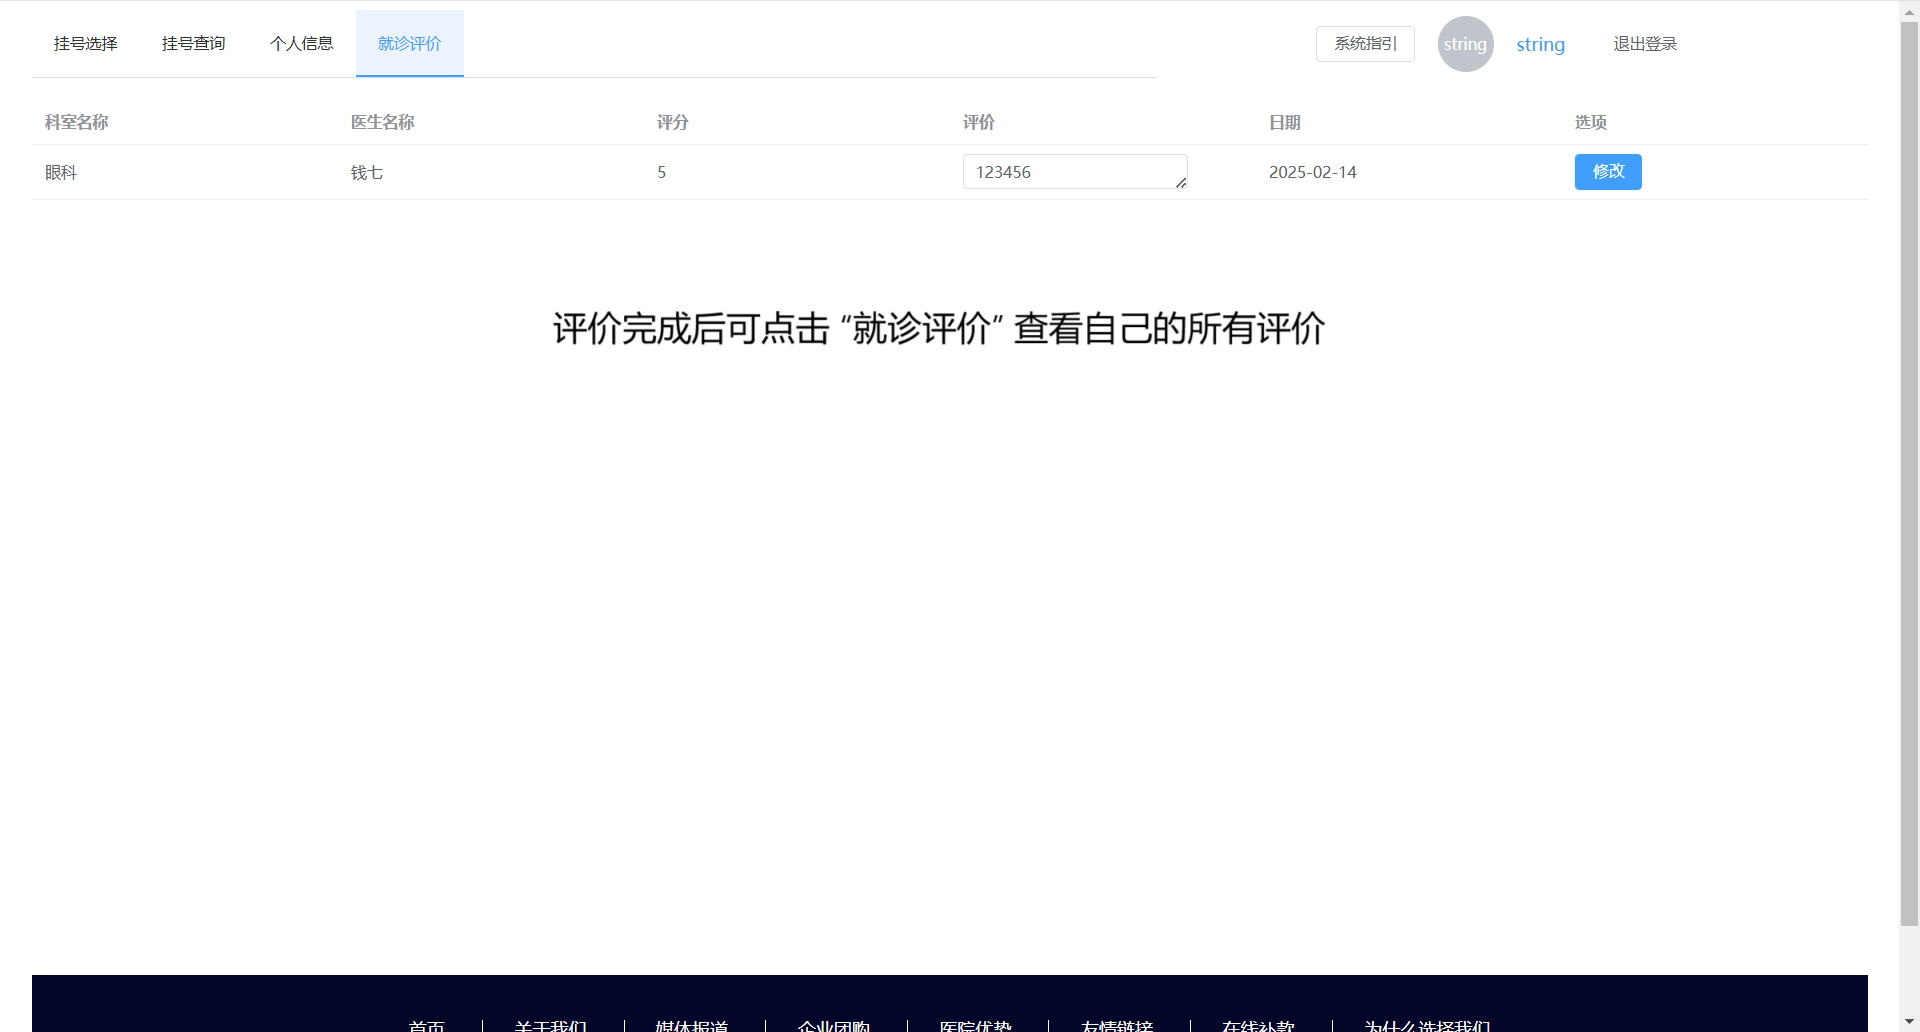 挂号选择 挂号查询 个人信息 就诊评价 系统指引 string string 退出登录
科室名称 医生名称 评分 评价 日期 选项
眼科 钱七 5 123456 2025-02-14 修改
评价完成后可点击 “就诊评价” 查看自己的所有评价
首页 关于我们 媒体报道 企业团购 医院优势 友情链接 在线补款 为什么选择我们